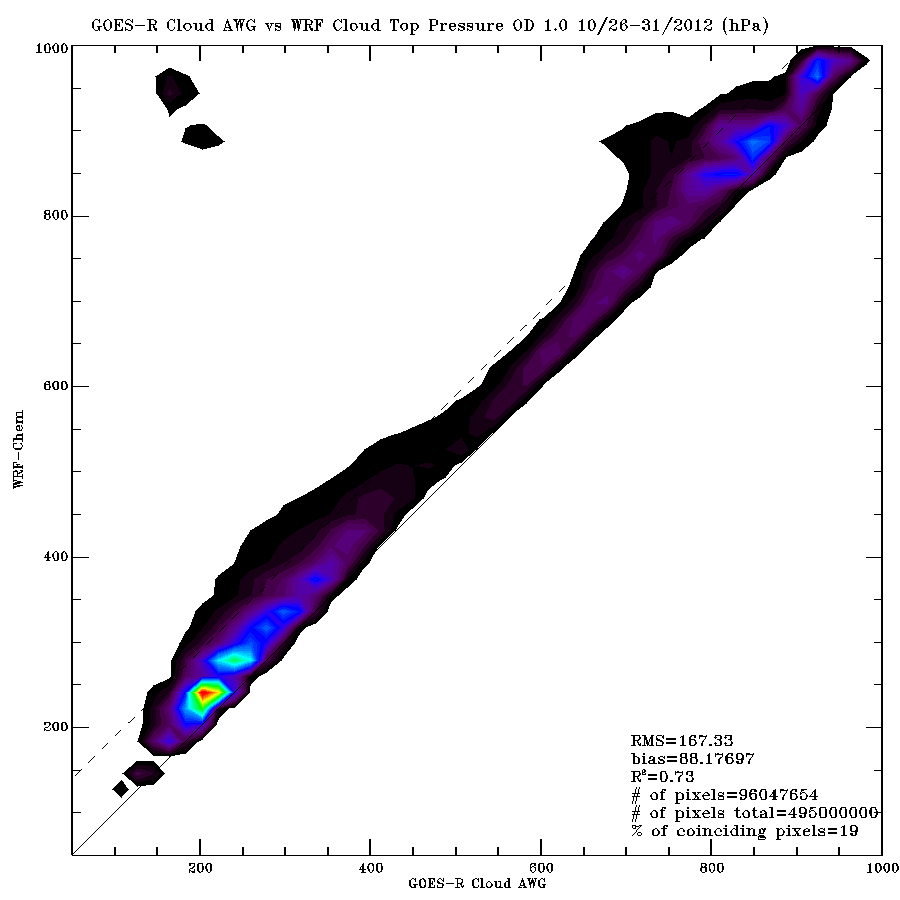 GOES-R Cloud AWG vs WRF Cloud Top Pressure OD 1.0 10/26-31/2012 (hPa)
1000
800
600
400
200
WRF-Chem
RMS=167.33
bias=88.17697
R²=0.73
# of pixels=96047654
# of pixels total=495000000
% of coinciding pixels=19
200 400 600 800 1000
GOES-R Cloud AWG